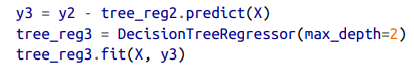 y3 = y2 - tree_reg2.predict(X)
tree_reg3 = DecisionTreeRegressor(max_depth=2)
tree_reg3.fit(X, y3)